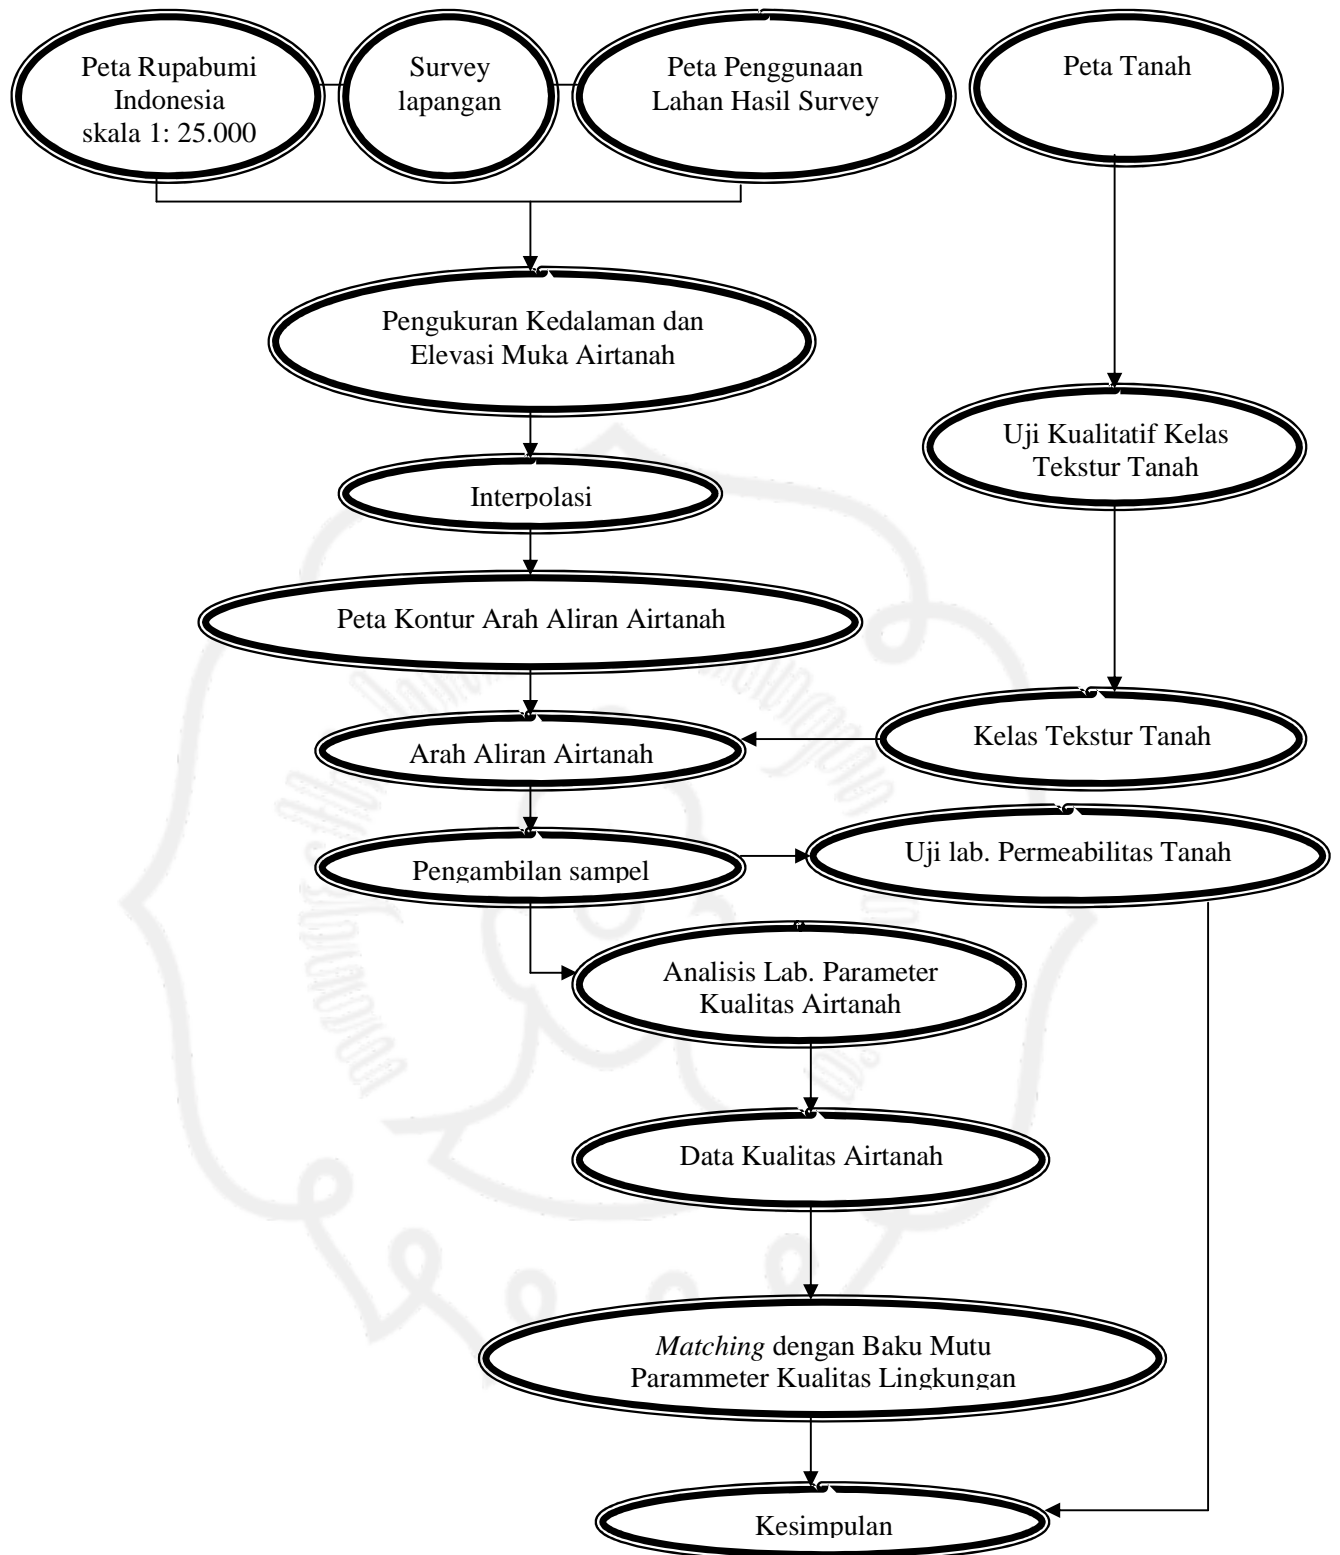 Peta Rupabumi
Indonesia
skala 1: 25.000
Survey
lapangan
Peta Penggunaan
Lahan Hasil Survey
Peta Tanah
Pengukuran Kedalaman dan
Elevasi Muka Airtanah
Uji Kualitatif Kelas
Tekstur Tanah
Interpolasi
Peta Kontur Arah Aliran Airtanah
Arah Aliran Airtanah
Kelas Tekstur Tanah
Pengambilan sampel
Uji lab. Permeabilitas Tanah
Analisis Lab. Parameter
Kualitas Airtanah
Data Kualitas Airtanah
Matching dengan Baku Mutu
Parammeter Kualitas Lingkungan
Kesimpulan